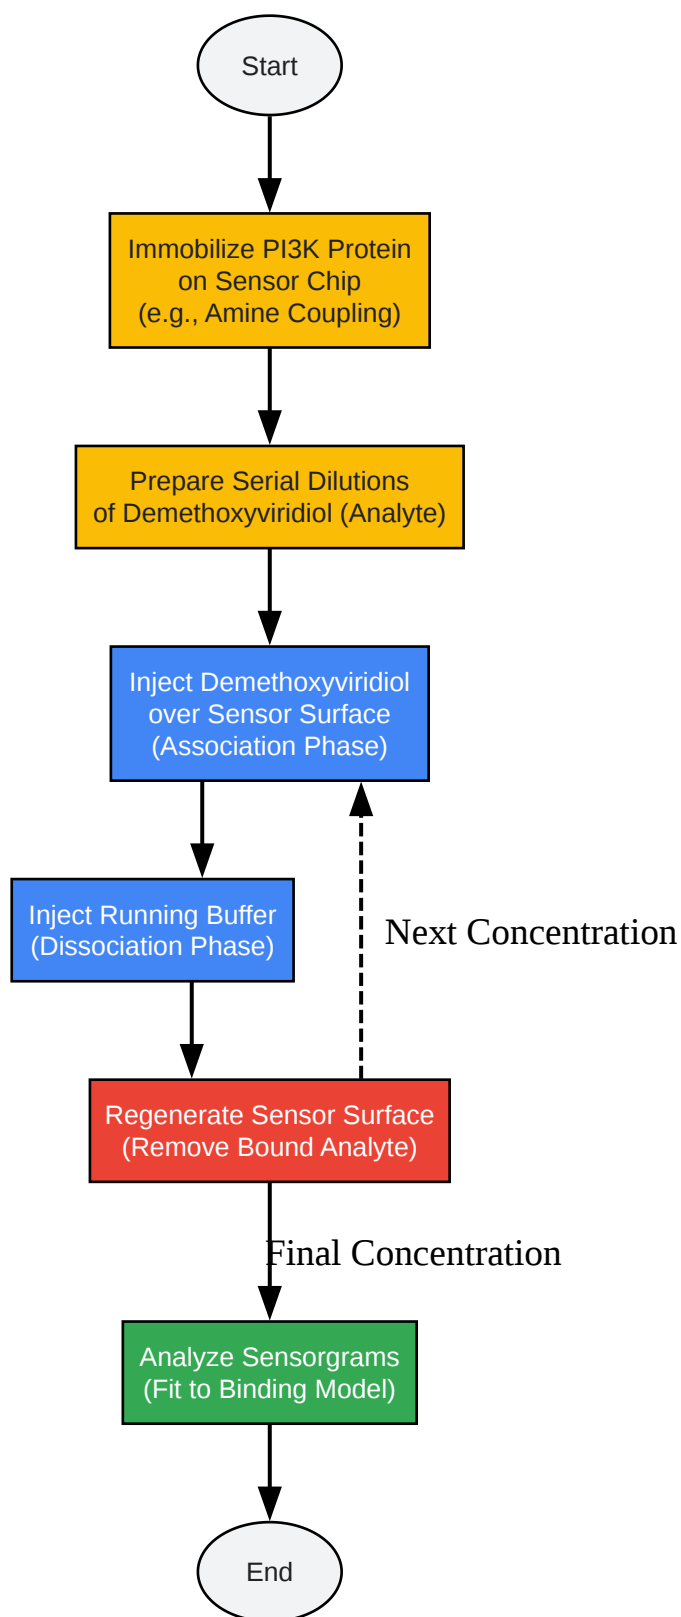 Start
Immobilize PI3K Protein
on Sensor Chip
(e.g., Amine Coupling)
Prepare Serial Dilutions
of Demethoxyviridiol (Analyte)
Inject Demethoxyviridiol
over Sensor Surface
(Association Phase)
Inject Running Buffer
(Dissociation Phase)
Next Concentration
Regenerate Sensor Surface
(Remove Bound Analyte)
Final Concentration
Analyze Sensorgrams
(Fit to Binding Model)
End